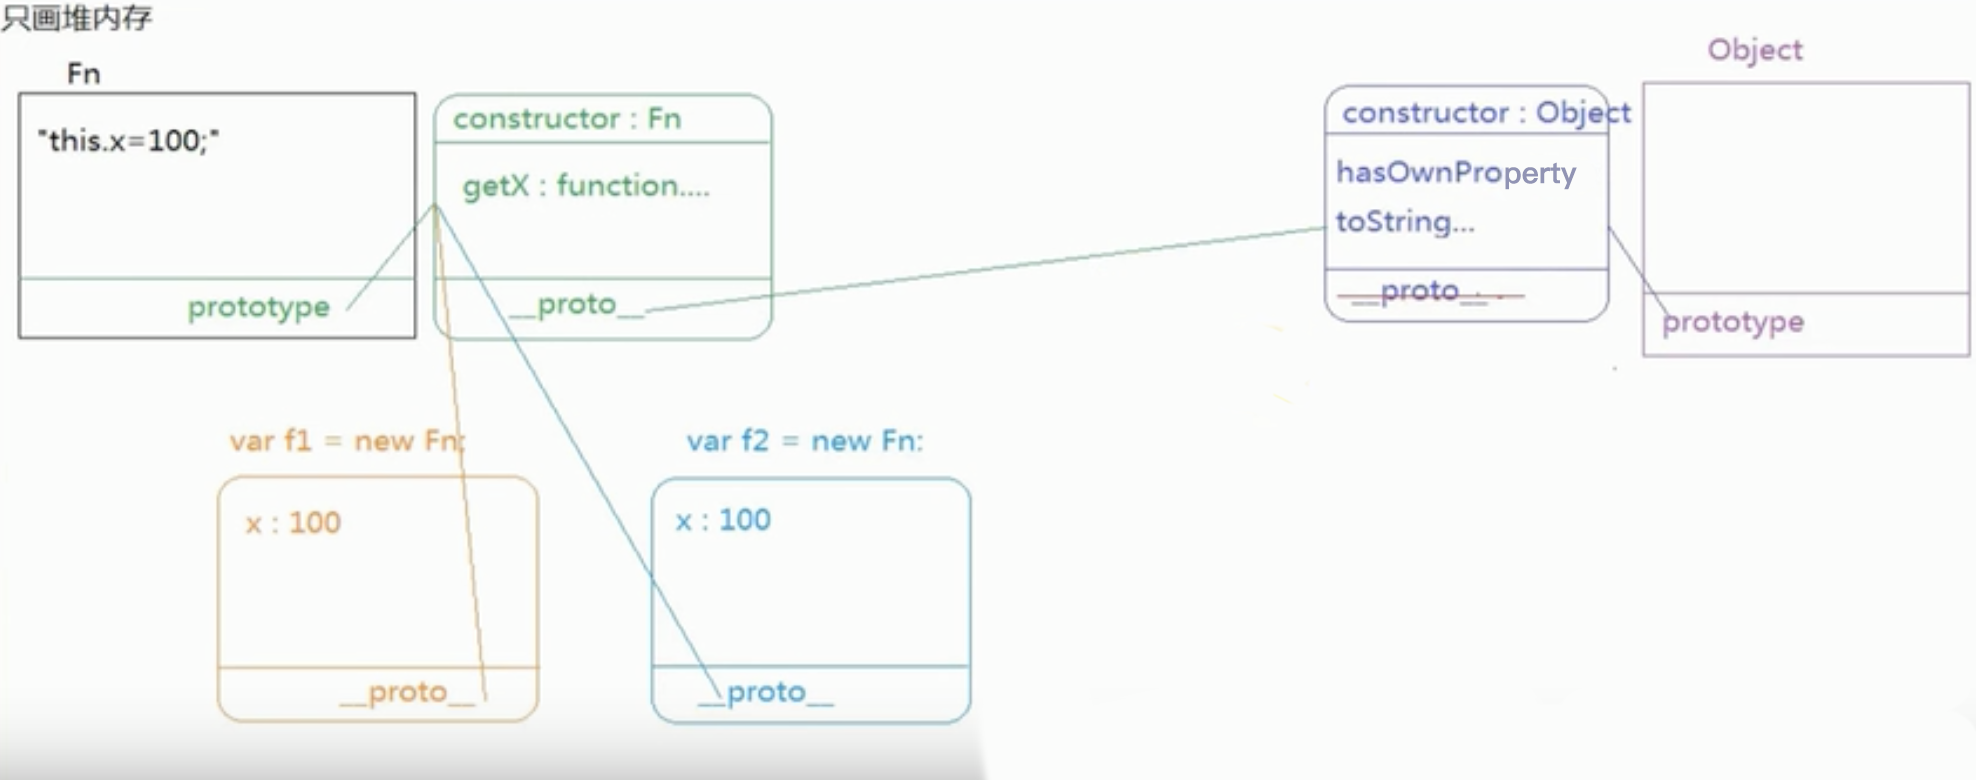 只画堆内存
Fn
"this.x=100;"
prototype
constructor : Fn
getX : function....
__proto__
constructor : Object
hasOwnProperty
toString...
__proto__
Object
prototype
var f1 = new Fn;
x : 100
__proto__
var f2 = new Fn:
x : 100
__proto__